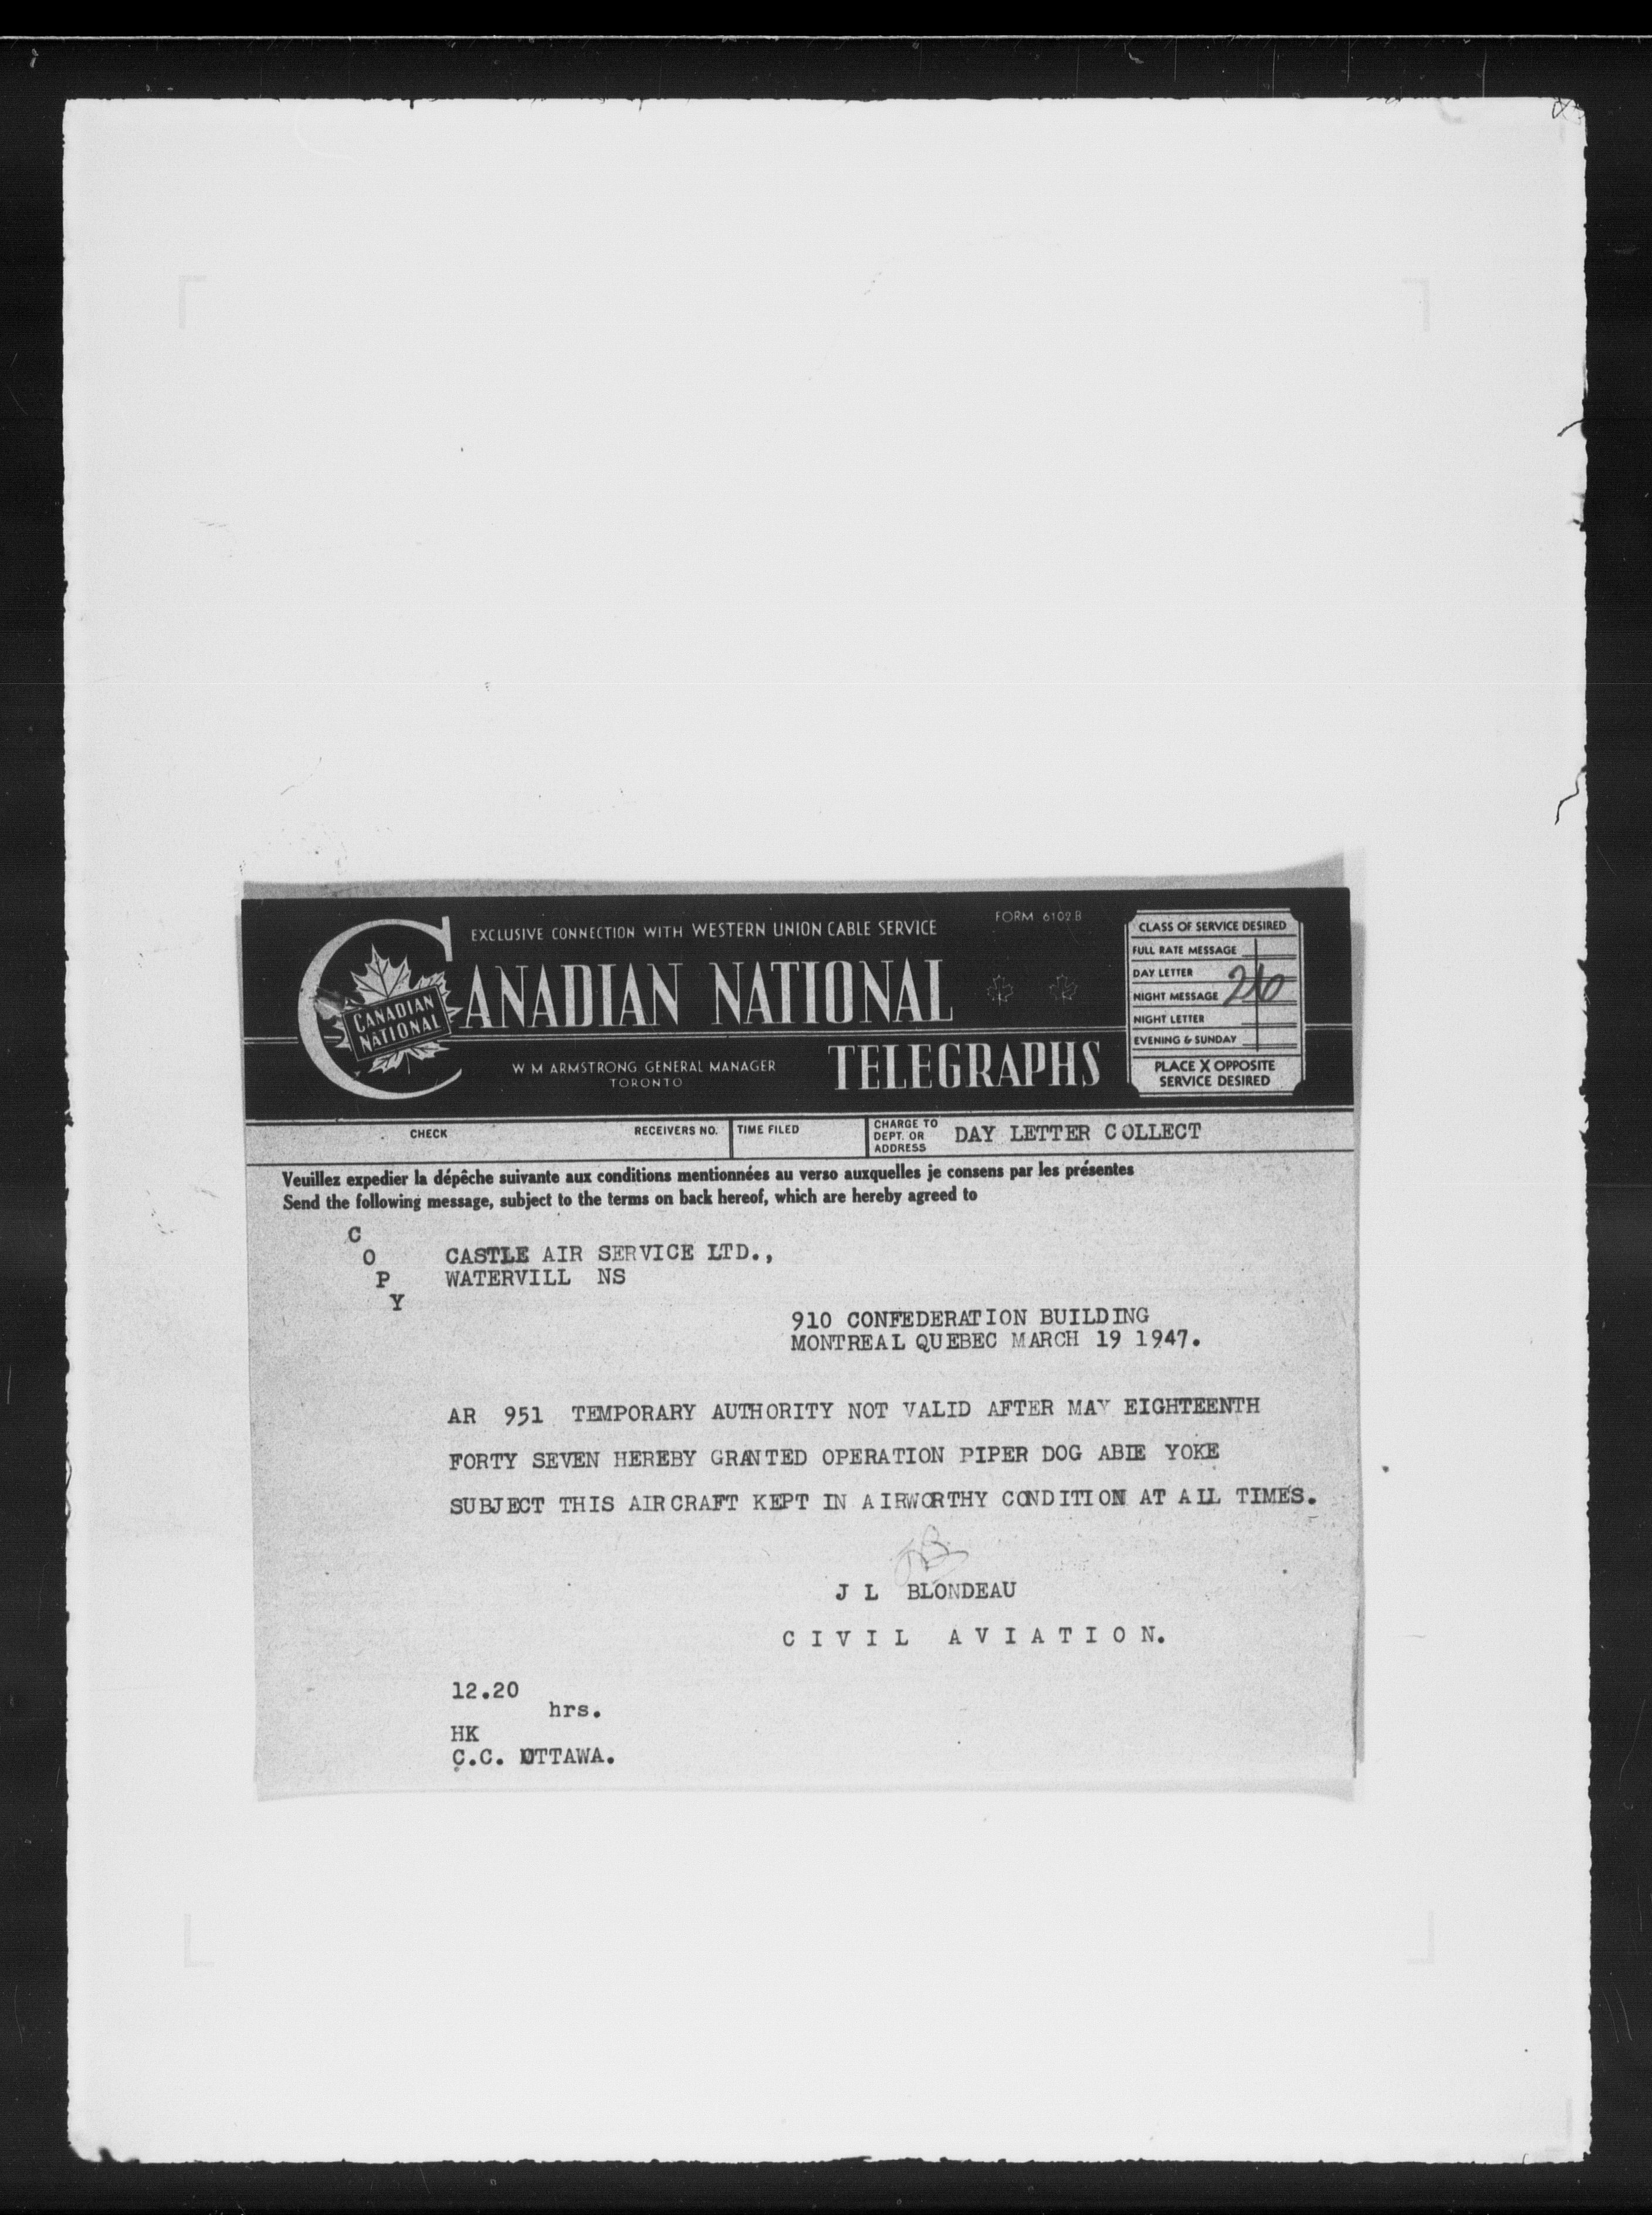 EXCLUSIVE CONNECTION WITH WESTERN UNION CABLE SERVICE
FORM 6102 B
CANADIAN NATIONAL
CANADIAN NATIONAL
TELEGRAPHS
W M ARMSTRONG GENERAL MANAGER
TORONTO
CLASS OF SERVICE DESIRED
FULL RATE MESSAGE
DAY LETTER
NIGHT MESSAGE
NIGHT LETTER
EVENING & SUNDAY
PLACE X OPPOSITE
SERVICE DESIRED
CHECK
RECEIVERS NO.
TIME FILED
CHARGE TO
DEPT. OR
ADDRESS
DAY LETTER COLLECT
Veuillez expedier la dépêche suivante aux conditions mentionnées au verso auxquelles je consens par les présentes
Send the following message, subject to the terms on back hereof, which are hereby agreed to
COPY
CASTLE AIR SERVICE LTD.,
WATERVILL NS
910 CONFEDERATION BUILDING
MONTREAL QUEBEC MARCH 19 1947.
AR 951 TEMPORARY AUTHORITY NOT VALID AFTER MAY EIGHTEENTH
FORTY SEVEN HEREBY GRANTED OPERATION PIPER DOG ABIE YOKE
SUBJECT THIS AIRCRAFT KEPT IN AIRWORTHY CONDITION AT ALL TIMES.
J L BLONDEAU
CIVIL AVIATION.
12.20
hrs.
HK
C.C. OTTAWA.